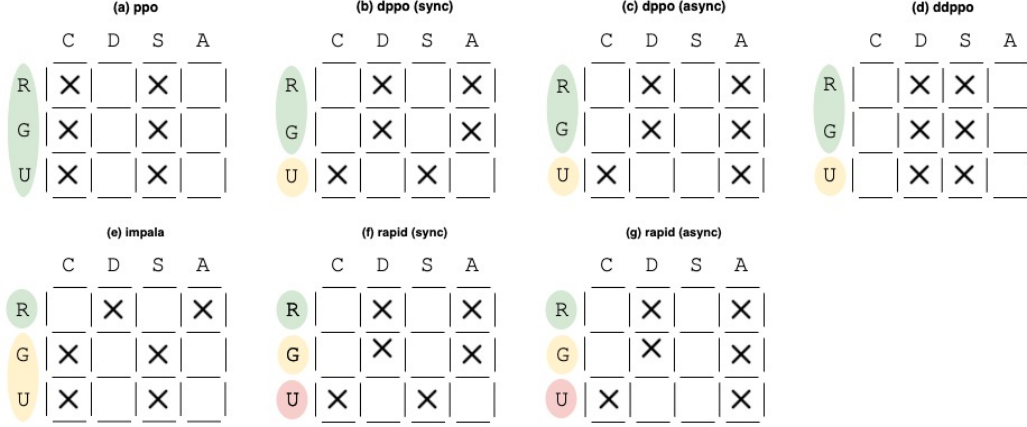 (a) ppo
C D S A
R
G
U
(b) dppo (sync)
C D S A
R
G
U
(c) dppo (async)
C D S A
R
G
U
(d) ddppo
C D S A
R
G
U
(e) impala
C D S A
R
G
U
(f) rapid (sync)
C D S A
R
G
U
(g) rapid (async)
C D S A
R
G
U